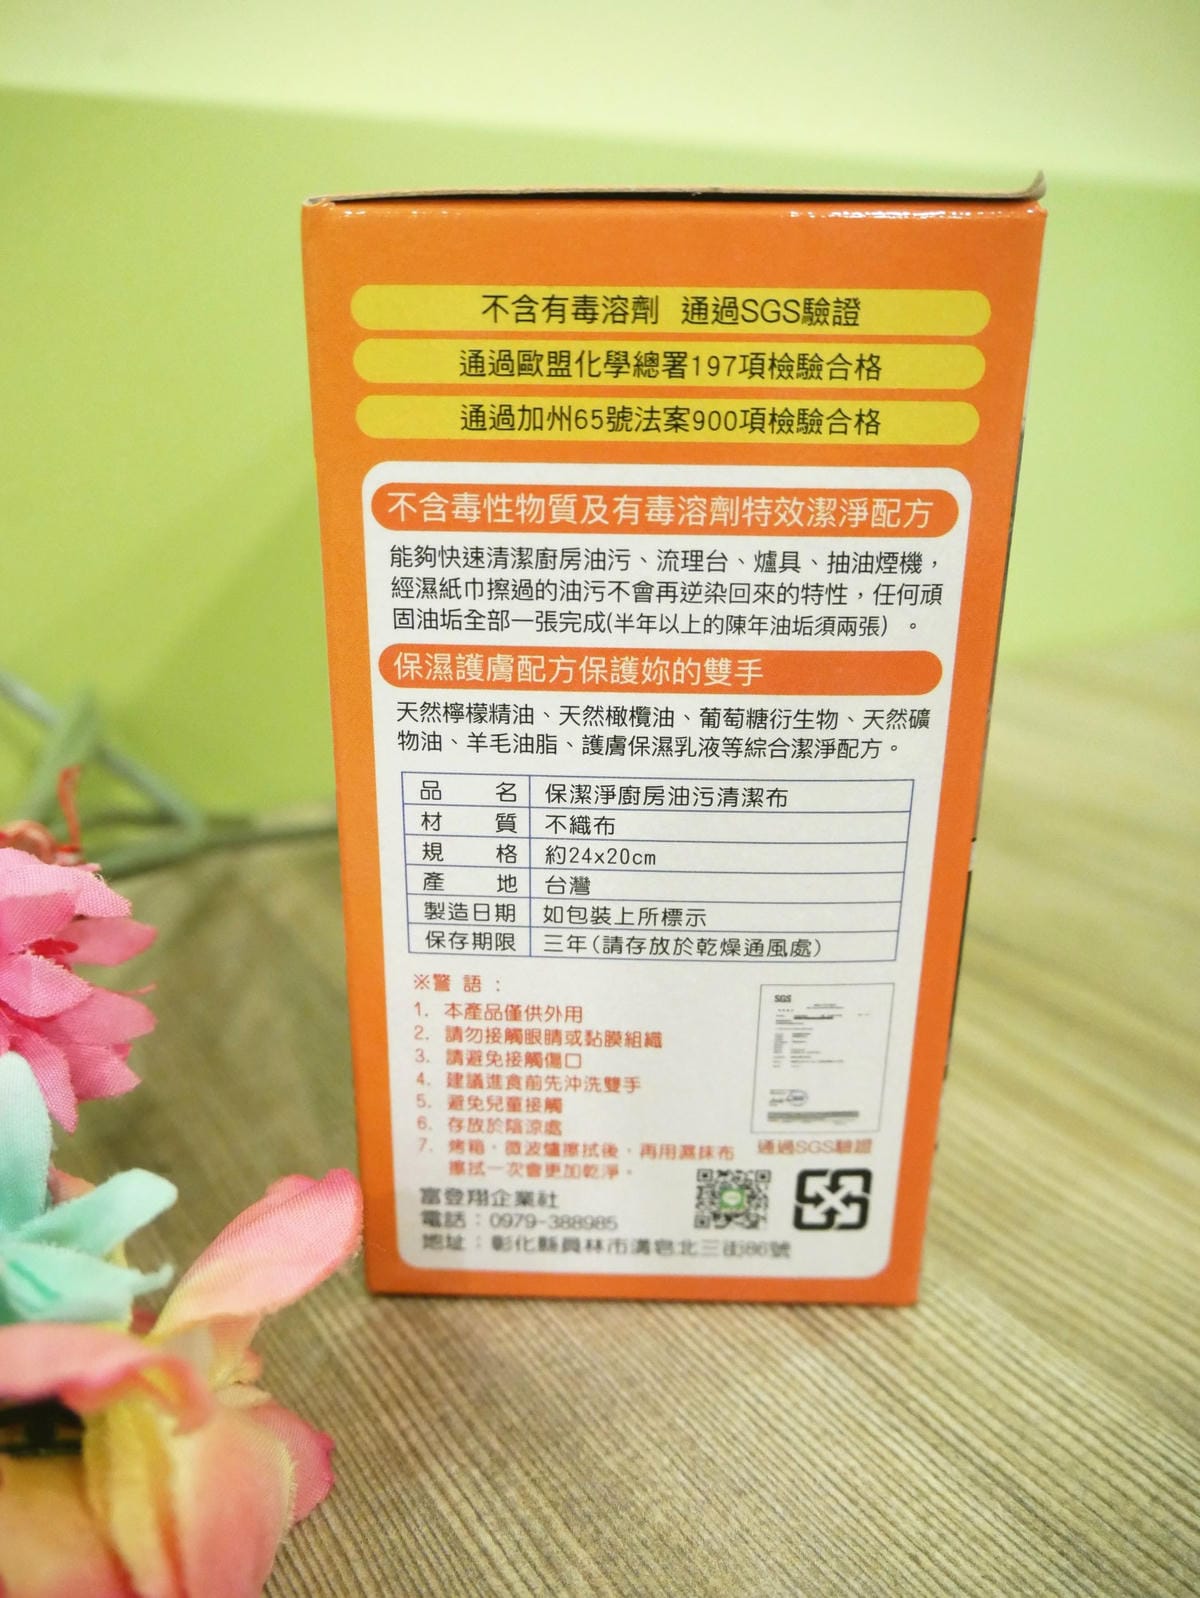 不含有毒溶劑 通過SGS驗證
通過歐盟化學總署197項檢驗合格
通過加州65號法案900項檢驗合格
不含毒性物質及有毒溶劑特效潔淨配方
能夠快速清潔廚房油污、流理台、爐具、抽油煙機，
經濕紙巾擦過的油污不會再逆染回來的特性，任何頑
固油垢全部一張完成(半年以上的陳年油垢須兩張)。
保濕護膚配方保護妳的雙手
天然檸檬精油、天然橄欖油、葡萄糖衍生物、天然礦
物油、羊毛油脂、護膚保濕乳液等綜合潔淨配方。
品名 保潔淨廚房油污清潔布
材質 不織布
規格 約24x20cm
產地 台灣
製造日期 如包裝上所標示
保存期限 三年(請存放於乾燥通風處)
※警語：
1. 本產品僅供外用
2. 請勿接觸眼睛或黏膜組織
3. 請避免接觸傷口
4. 建議進食前先沖洗雙手
5. 避免兒童接觸
6. 存放於陰涼處
7. 烤箱，微波爐擦拭後，再用濕抹布
擦拭一次會更加乾淨。
SGS
通過SGS驗證
富登翔企業社
電話：0979-388985
地址：彰化縣員林市溝皂北三街86號